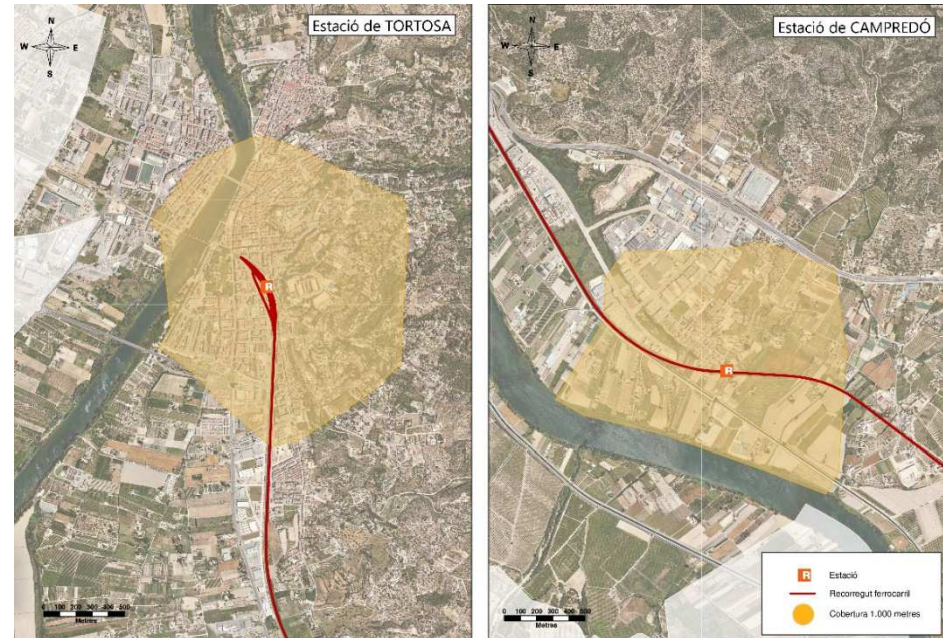 Estació de TORTOSA
N
W E
S
0 100 200 300 400 500
Metres
Estació de CAMPREDÓ
N
W E
S
0 100 200 300 400 500
Metres
R
R
R Estació
Recorregut ferrocarril
Cobertura 1.000 metres